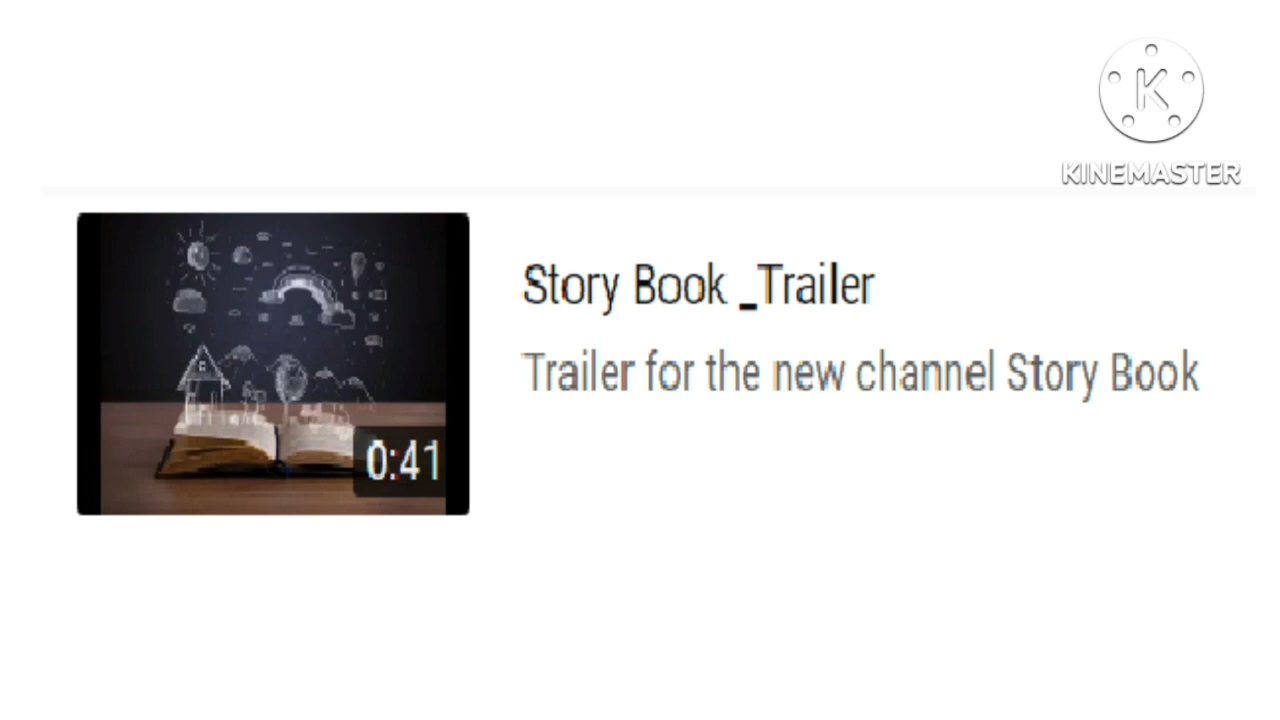 KINEMASTER
Story Book _Trailer
Trailer for the new channel Story Book
0:41